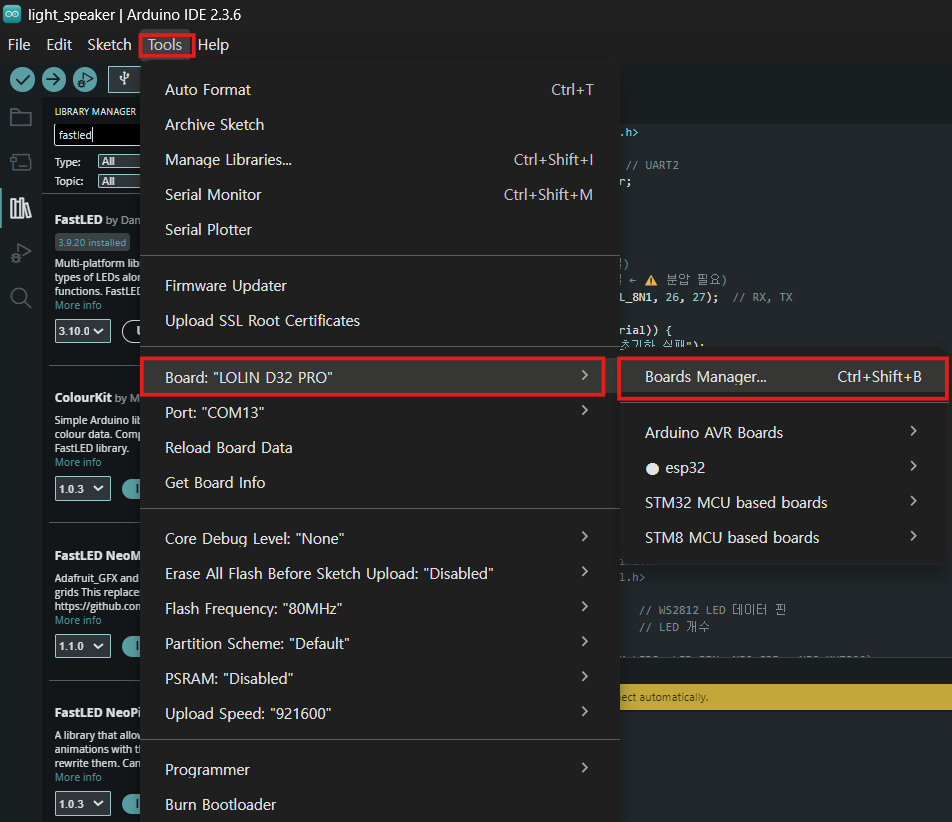 light_speaker | Arduino IDE 2.3.6
File Edit Sketch Tools Help
LIBRARY MANAGER
fastled
Type: All
Topic: All
FastLED by Dan
3.9.20 installed
Multi-platform lib
types of LEDs alon
functions. FastLED
More info
3.10.0
ColourKit by M
Simple Arduino lib
colour data. Comp
FastLED library.
More info
1.0.3
FastLED NeoM
Adafruit_GFX and
grids This replaces
https://github.com
More info
1.1.0
FastLED NeoPi
A library that allow
animations with t
rewrite them. Can
More info
1.0.3
Auto Format Ctrl+T
Archive Sketch
Manage Libraries... Ctrl+Shift+I
Serial Monitor Ctrl+Shift+M
Serial Plotter
Firmware Updater
Upload SSL Root Certificates
Board: "LOLIN D32 PRO"
Port: "COM13"
Reload Board Data
Get Board Info
Core Debug Level: "None"
Erase All Flash Before Sketch Upload: "Disabled"
Flash Frequency: "80MHz"
Partition Scheme: "Default"
PSRAM: "Disabled"
Upload Speed: "921600"
Programmer
Burn Bootloader
Boards Manager... Ctrl+Shift+B
Arduino AVR Boards
esp32
STM32 MCU based boards
STM8 MCU based boards
.h>
// UART2
r;
← ⚠ 분압 필요)
L_8N1, 26, 27); // RX, TX
rial)) {
l.h>
// WS2812 LED 데이터 핀
// LED 개수
ect automatically.